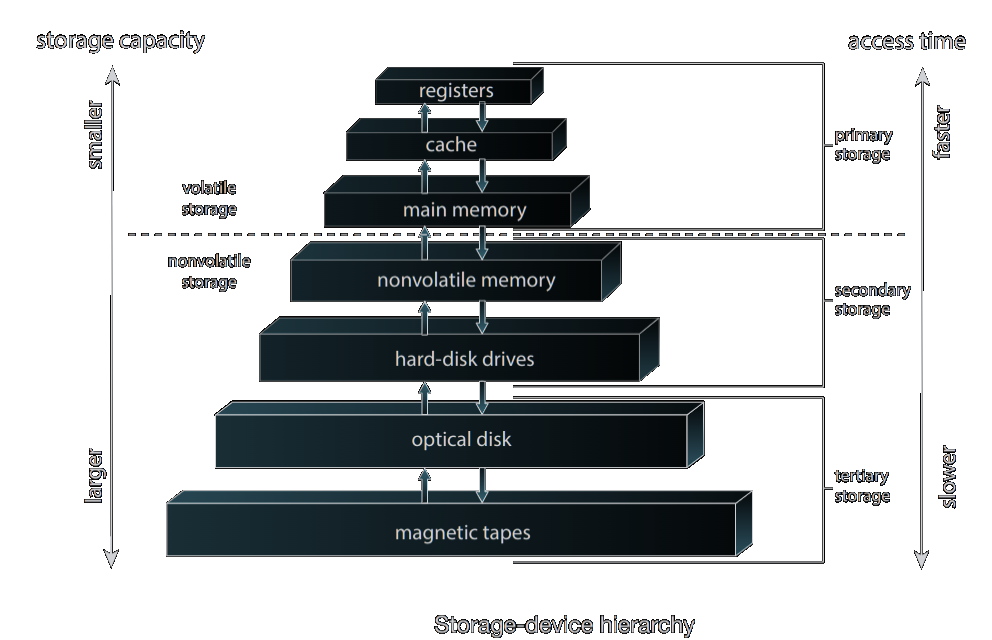 storage capacity
access time
smaller
faster
registers
cache
primary
storage
volatile
storage
main memory
nonvolatile
storage
nonvolatile memory
secondary
storage
hard-disk drives
larger
slower
optical disk
tertiary
storage
magnetic tapes
Storage-device hierarchy